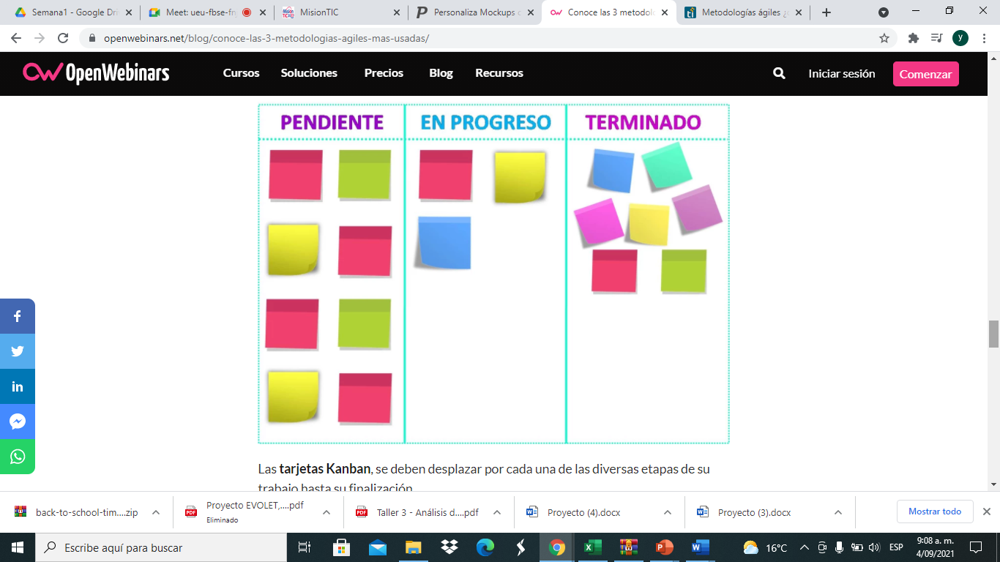 Semana1 - Google Dri
Meet: ueu-fbse-fn
MisionTIC
Personaliza Mockups
Conoce las 3 metodol
Metodologías ágiles ¿
openwebinars.net/blog/conoce-las-3-metodologias-agiles-mas-usadas/
y
OpenWebinars
Cursos
Soluciones
Precios
Blog
Recursos
Iniciar sesión
Comenzar
PENDIENTE
EN PROGRESO
TERMINADO
Las tarjetas Kanban, se deben desplazar por cada una de las diversas etapas de su
trabajo hasta su finalización
back-to-school-tim....zip
Proyecto EVOLET,....pdf
Eliminado
Taller 3 - Análisis d....pdf
Proyecto (4).docx
Proyecto (3).docx
Mostrar todo
Escribe aquí para buscar
16°C
ESP
9:08 a. m.
4/09/2021